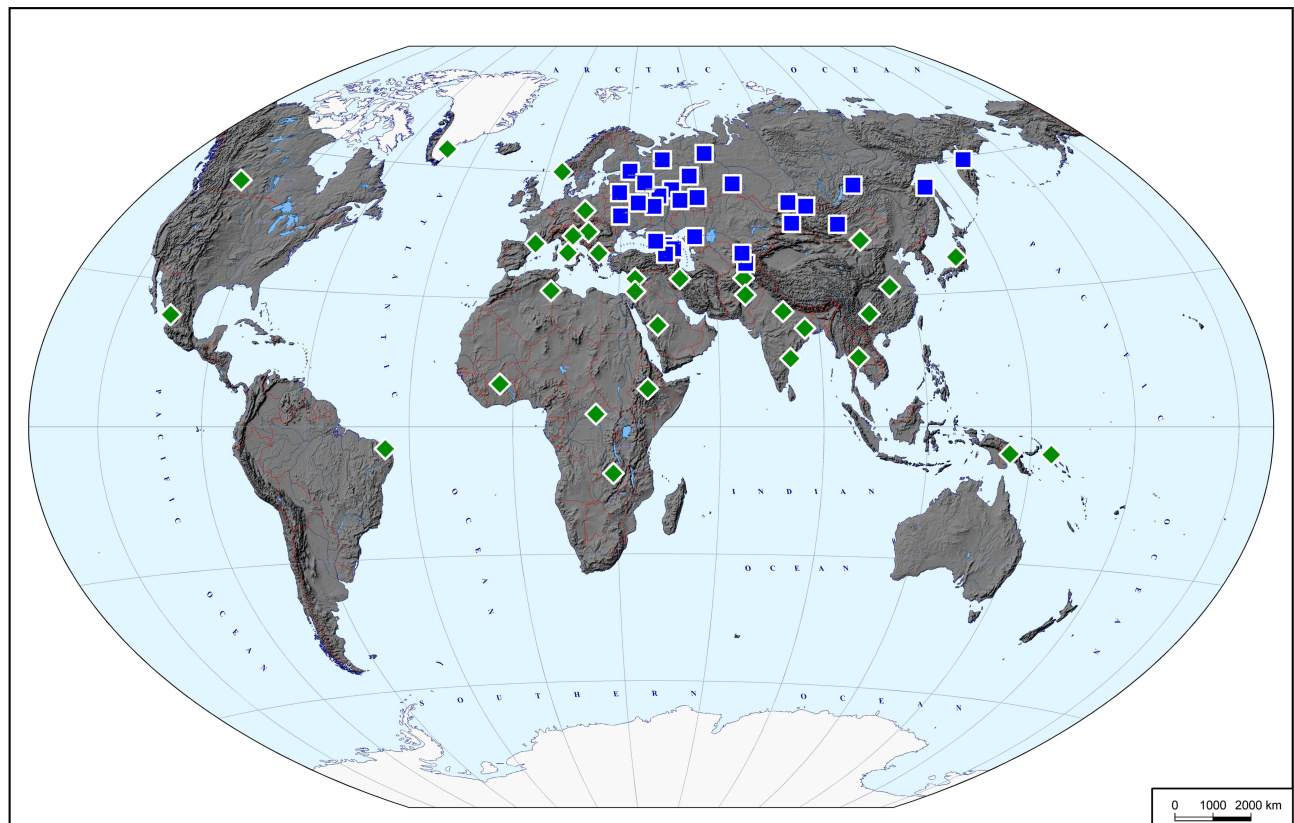 ARCTIC OCEAN
ATLANTIC
OCEAN
PACIFIC
OCEAN
PACIFIC
OCEAN
INDIAN
OCEAN
SOUTHERN OCEAN
0 1000 2000 km